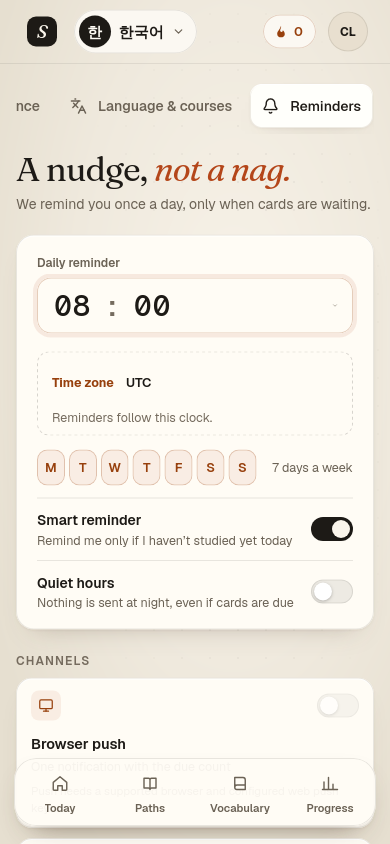 S
한 한국어
0
CL
nce
Language & courses
Reminders
A nudge, not a nag.
We remind you once a day, only when cards are waiting.
Daily reminder
08 : 00
Time zone UTC
Reminders follow this clock.
M T W T F S S 7 days a week
Smart reminder
Remind me only if I haven’t studied yet today
Quiet hours
Nothing is sent at night, even if cards are due
CHANNELS
Browser push
One notification with the due count
Today
Paths
Vocabulary
Progress